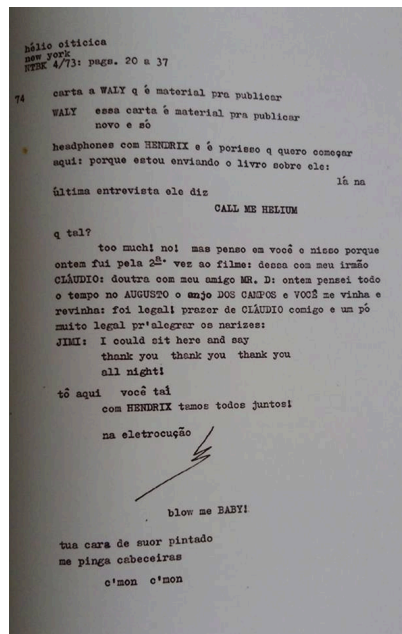 hélio oiticica
new york
NTBK 4/73: pags. 20 a 37
74 carta a WALY q é material pra publicar
WALY essa carta é material pra publicar
novo e só
headphones com HENDRIX e é porisso q quero começar
aqui: porque estou enviando o livro sobre ele:
lá na
última entrevista ele diz
CALL ME HELIUM
q tal?
too much! no! mas penso em você e nisso porque
ontem fui pela 2ª· vez ao filme: dessa com meu irmão
CLÁUDIO: doutra com meu amigo MR. D: ontem pensei todo
o tempo no AUGUSTO o anjo DOS CAMPOS e VOCÊ me vinha e
revinha: foi legal! prazer de CLÁUDIO comigo e um pó
muito legal pr'alegrar os narizes:
JIMI: I could sit here and say
thank you thank you thank you
all night!
tô aqui você taí
com HENDRIX tamos todos juntos!
na eletrocução
blow me BABY!
tua cara de suor pintado
me pinga cabeceiras
c'mon c'mon